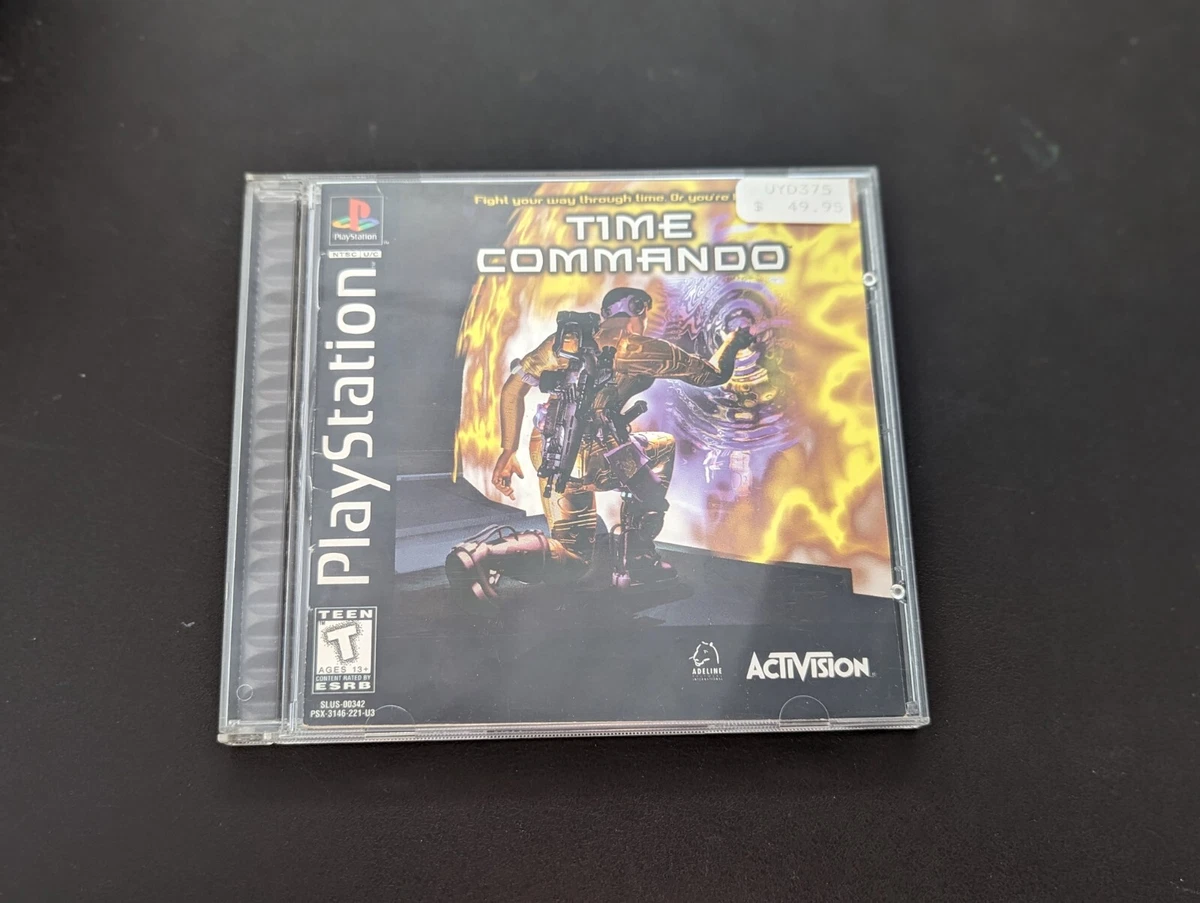 UYD375
$ 49.95
Fight your way through time. Or you're
TIME
COMMANDO
PlayStation
NTSC U/C
PlayStation
TEEN
T
AGES 13+
CONTENT RATED BY
ESRB
SLUS-00342
PSX-3146-221-U3
ADELINE
ACTIVISION